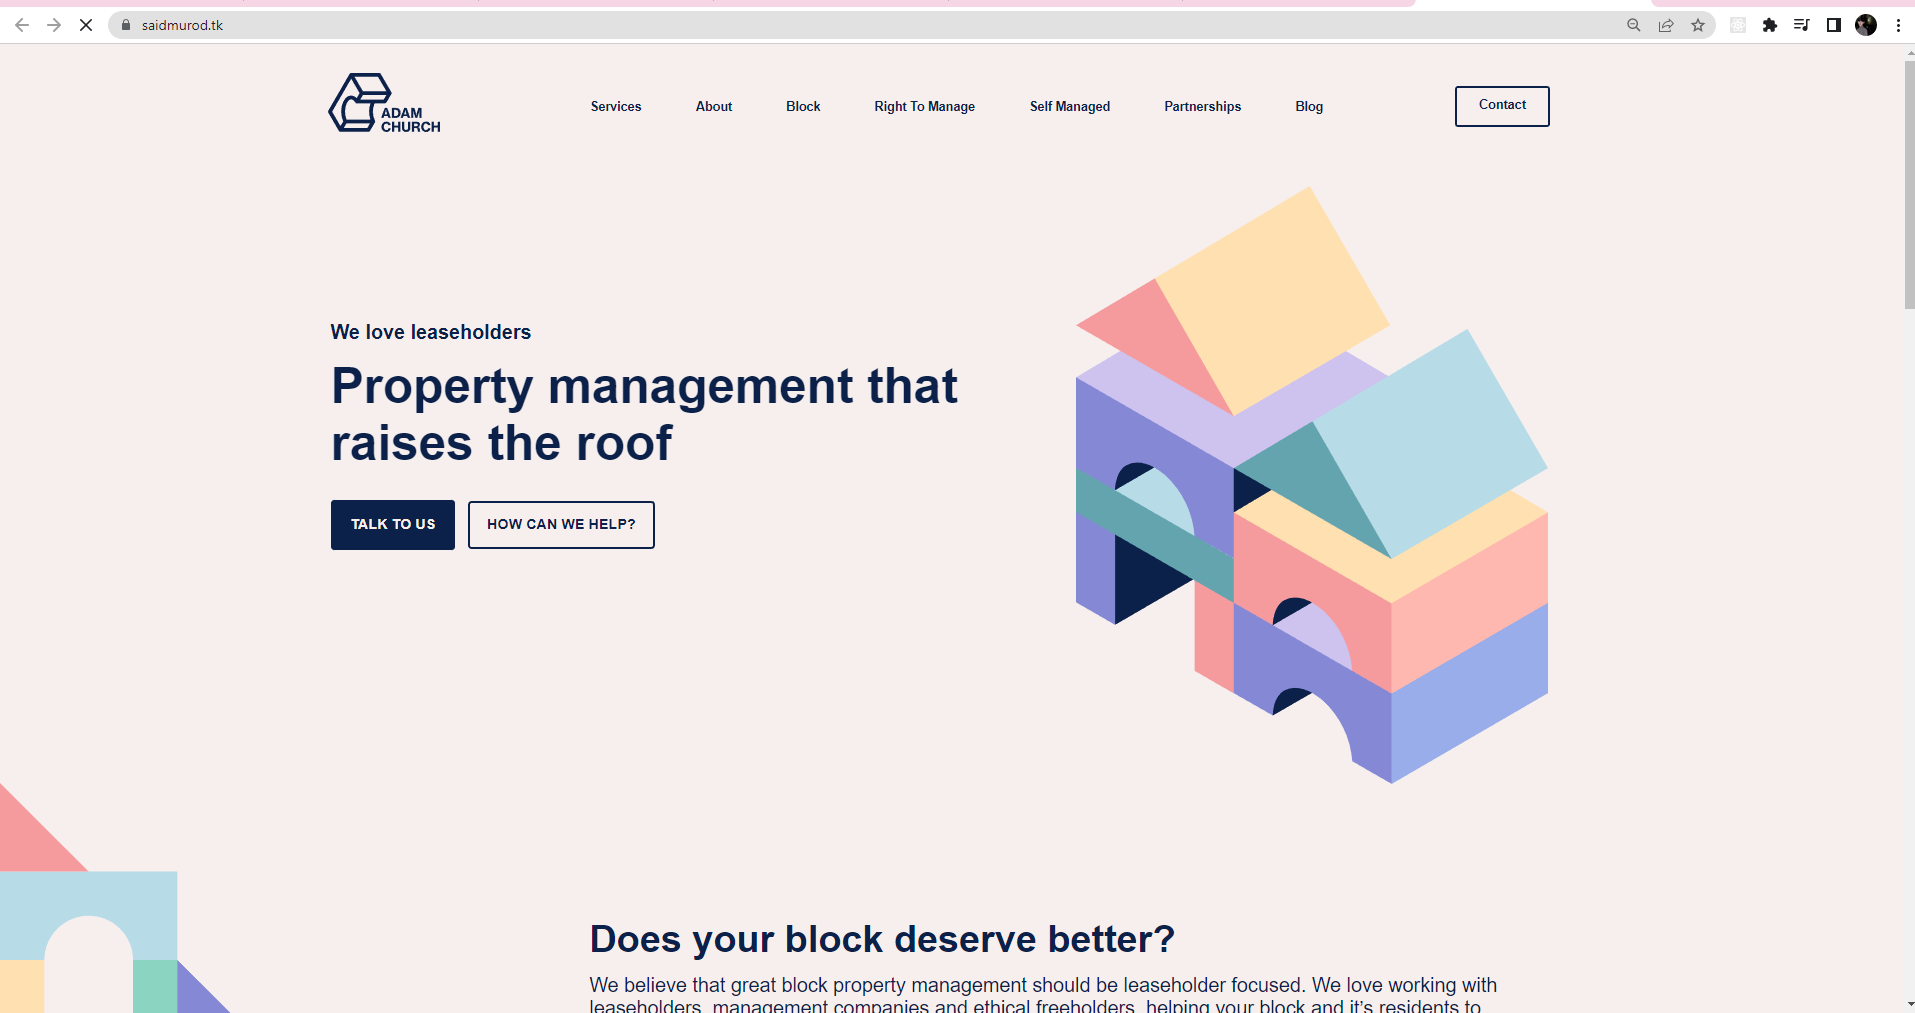 saidmurod.tk
ADAM
CHURCH
Services
About
Block
Right To Manage
Self Managed
Partnerships
Blog
Contact
We love leaseholders
Property management that
raises the roof
TALK TO US
HOW CAN WE HELP?
Does your block deserve better?
We believe that great block property management should be leaseholder focused. We love working with
leaseholders, management companies and ethical freeholders, helping your block and it’s residents to